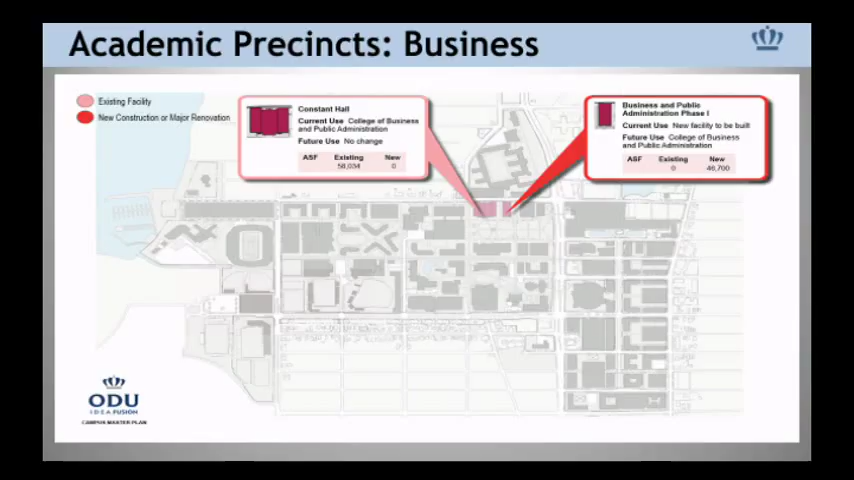 Academic Precincts: Business
Existing Facility
New Construction or Major Renovation
Constant Hall
Current Use College of Business
and Public Administration
Future Use No change
ASF Existing New
58,034 0
Business and Public
Administration Phase I
Current Use New facility to be built
Future Use College of Business
and Public Administration
ASF Existing New
0 46,700
ODU
IDEA FUSION
CAMPUS MASTER PLAN